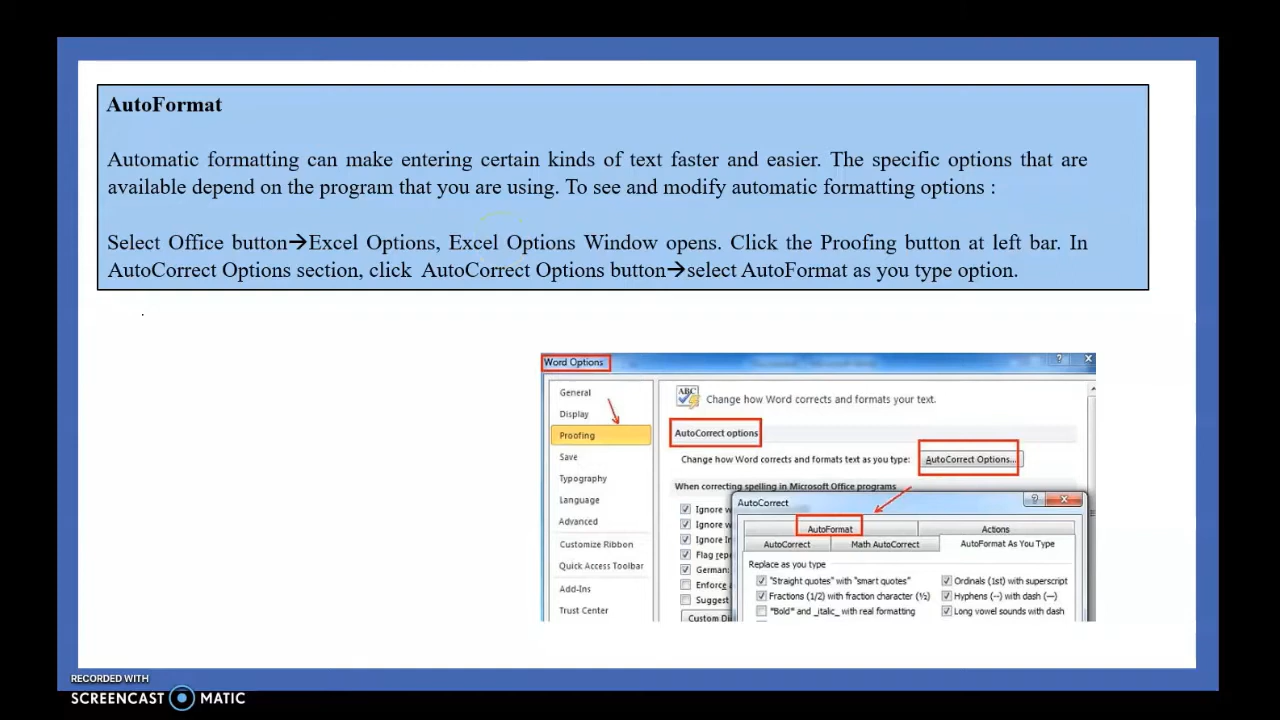 AutoFormat
Automatic formatting can make entering certain kinds of text faster and easier. The specific options that are
available depend on the program that you are using. To see and modify automatic formatting options :
Select Office button→Excel Options, Excel Options Window opens. Click the Proofing button at left bar. In
AutoCorrect Options section, click AutoCorrect Options button→select AutoFormat as you type option.
.
Word Options
General
Display
Proofing
Save
Typography
Language
Advanced
Customize Ribbon
Quick Access Toolbar
Add-Ins
Trust Center
ABC
Change how Word corrects and formats your text.
AutoCorrect options
Change how Word corrects and formats text as you type:
AutoCorrect Options...
When correcting spelling in Microsoft Office programs
Ignore
Ignore
Ignore
Flag
German:
Enforce
Suggest
Custom
AutoCorrect
AutoFormat
Actions
AutoCorrect
Math AutoCorrect
AutoFormat As You Type
Replace as you type
"Straight quotes" with “smart quotes”
Ordinals (1st) with superscript
Fractions (1/2) with fraction character (½)
Hyphens (--) with dash (—)
*Bold* and _italic_ with real formatting
Long vowel sounds with dash
RECORDED WITH
SCREENCAST MATIC